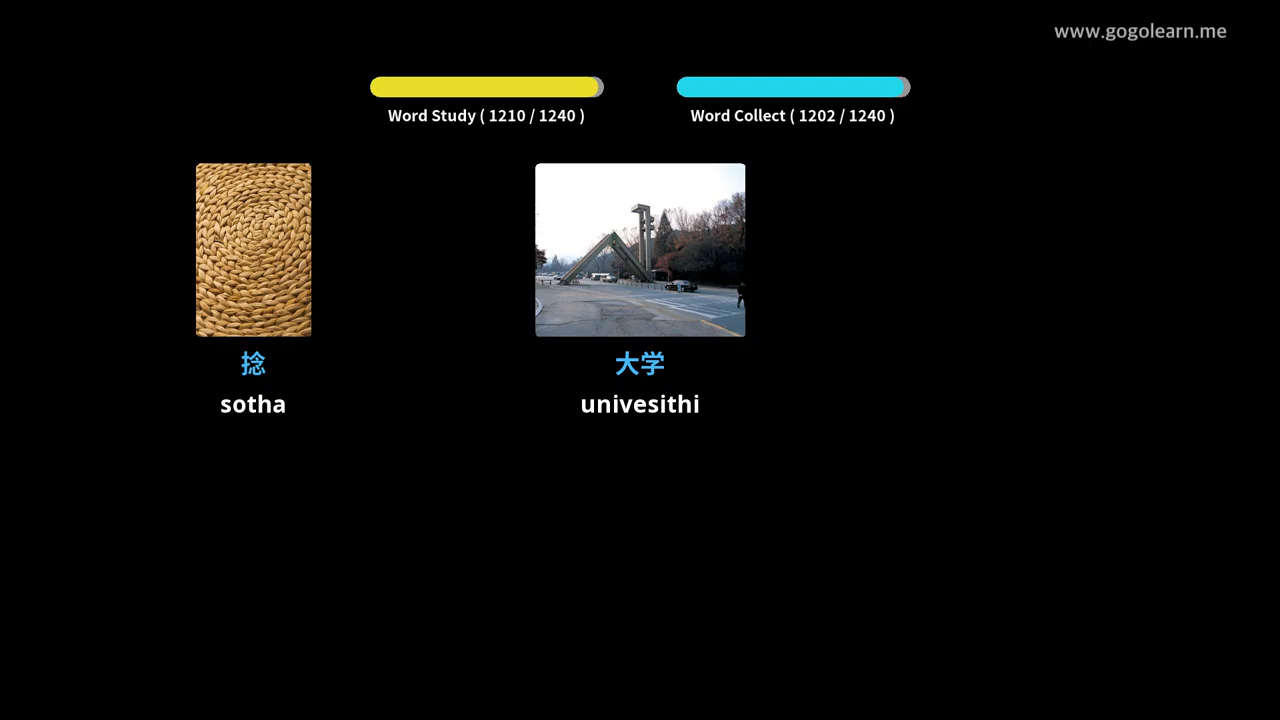 www.gogolearn.me
Word Study ( 1210 / 1240 )
Word Collect ( 1202 / 1240 )
捻
sotha
大学
univesithi